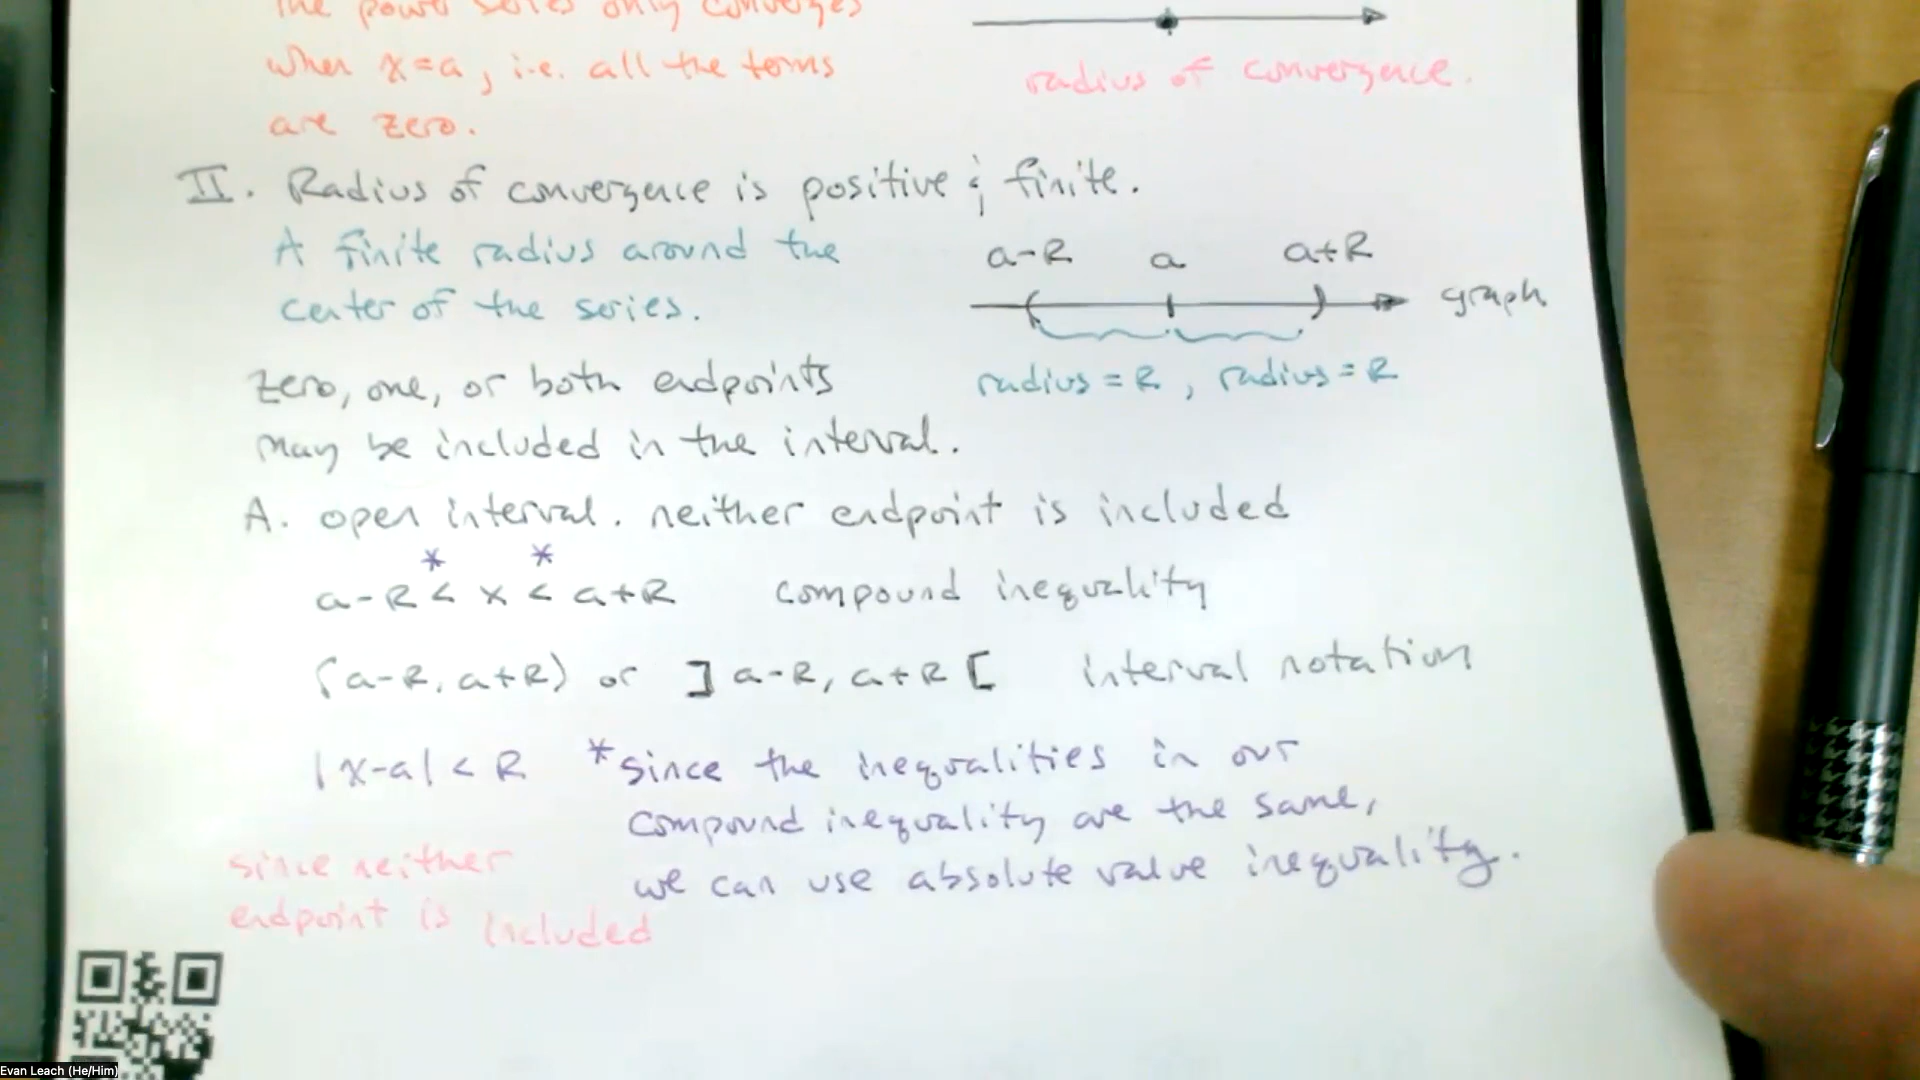 The power series only converges
when x=a, i.e. all the terms
are zero.
radius of convergence.
II. Radius of convergence is positive & finite.
A finite radius around the
center of the series.
a-R a a+R
graph
radius = R, radius = R
Zero, one, or both endpoints
may be included in the interval.
A. open interval. neither endpoint is included
* *
a-R < x < a+R compound inequality
(a-R, a+R) or ]a-R, a+R[ interval notation
|x-a| < R *since the inequalities in our
compound inequality are the same,
we can use absolute value inequality.
since neither
endpoint is included
Evan Leach (He/Him)